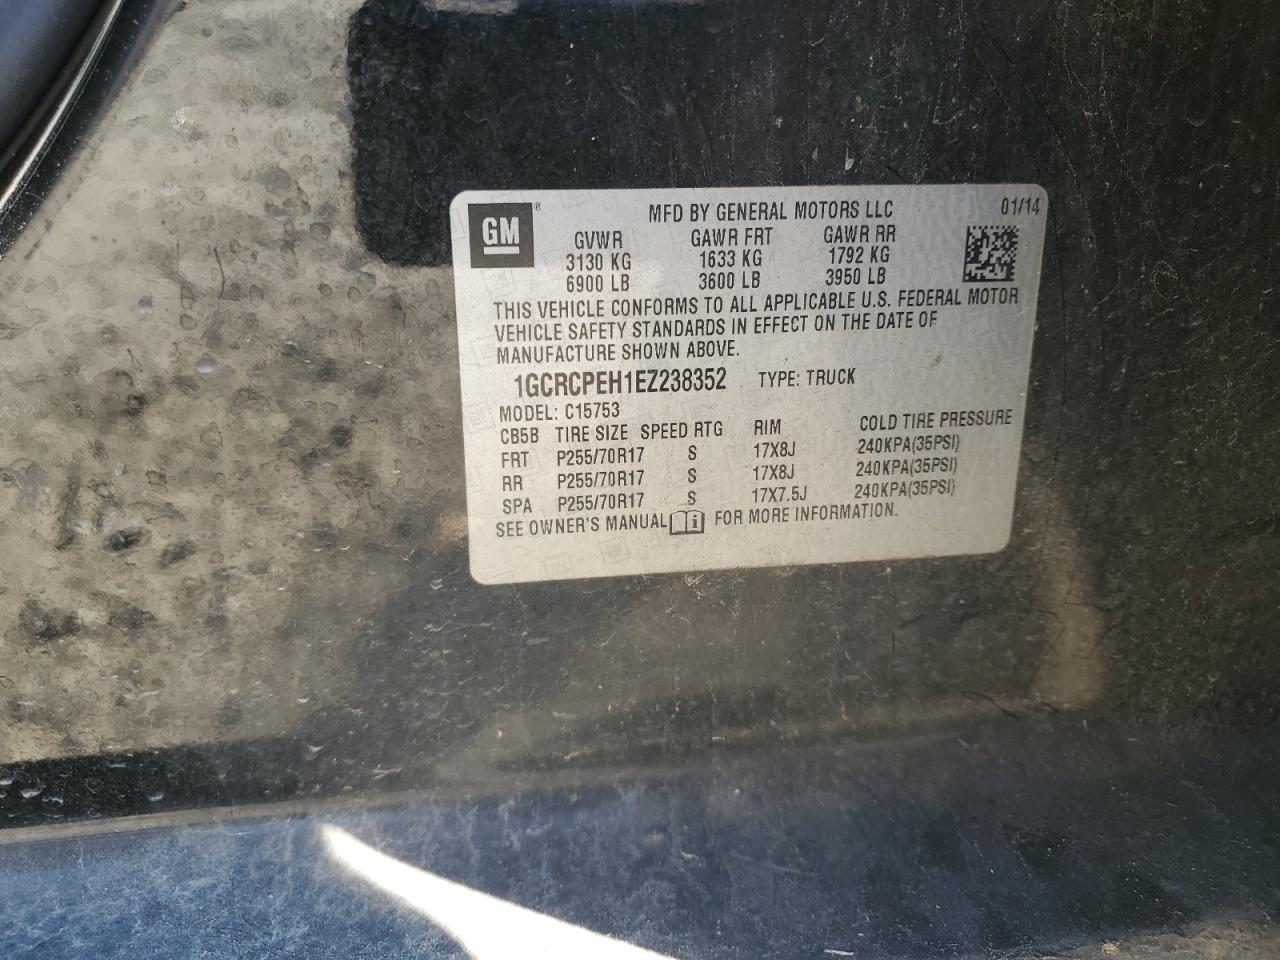 GM ® MFD BY GENERAL MOTORS LLC 01/14
GVWR GAWR FRT GAWR RR
3130 KG 1633 KG 1792 KG
6900 LB 3600 LB 3950 LB
THIS VEHICLE CONFORMS TO ALL APPLICABLE U.S. FEDERAL MOTOR
VEHICLE SAFETY STANDARDS IN EFFECT ON THE DATE OF
MANUFACTURE SHOWN ABOVE.
1GCRCPEH1EZ238352 TYPE: TRUCK
MODEL: C15753
CB5B TIRE SIZE SPEED RTG RIM COLD TIRE PRESSURE
FRT P255/70R17 S 17X8J 240KPA(35PSI)
RR P255/70R17 S 17X8J 240KPA(35PSI)
SPA P255/70R17 S 17X7.5J 240KPA(35PSI)
SEE OWNER'S MANUAL i FOR MORE INFORMATION.